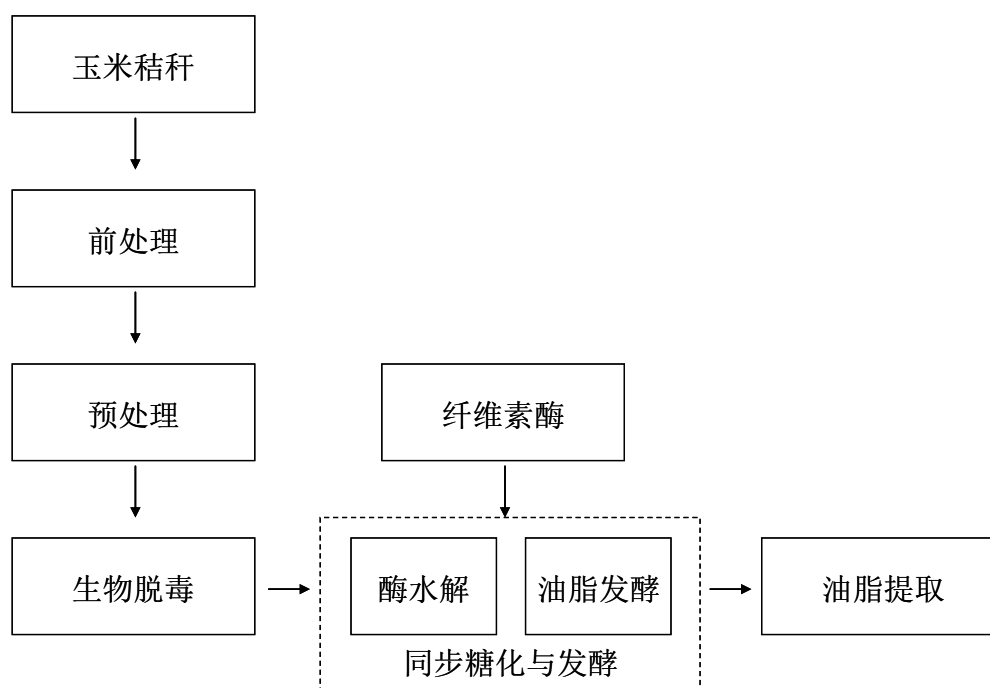 玉米秸秆
前处理
预处理
纤维素酶
生物脱毒
酶水解
油脂发酵
油脂提取
同步糖化与发酵